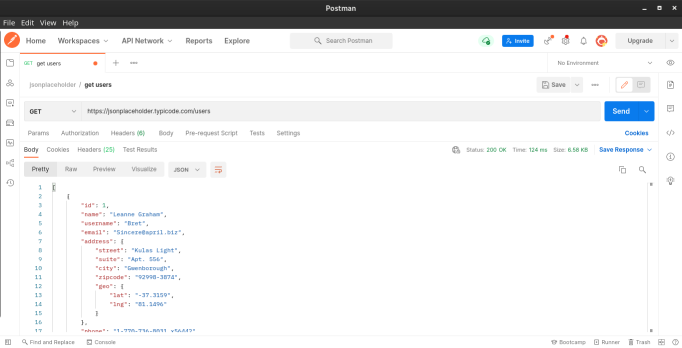 Postman
File Edit View Help
Home Workspaces API Network Reports Explore Search Postman Invite Upgrade
GET get users No Environment
jsonplaceholder / get users Save
GET https://jsonplaceholder.typicode.com/users Send
Params Authorization Headers (6) Body Pre-request Script Tests Settings Cookies
Body Cookies Headers (25) Test Results Status: 200 OK Time: 124 ms Size: 6.58 KB Save Response
Pretty Raw Preview Visualize JSON
1 [
2 {
3 "id": 1,
4 "name": "Leanne Graham",
5 "username": "Bret",
6 "email": "Sincere@april.biz",
7 "address": {
8 "street": "Kulas Light",
9 "suite": "Apt. 556",
10 "city": "Gwenborough",
11 "zipcode": "92998-3874",
12 "geo": {
13 "lat": "-37.3159",
14 "lng": "81.1496"
15 }
16 },
17 "phone": "1-770-736-8031 x56442"
Find and Replace Console Bootcamp Runner Trash